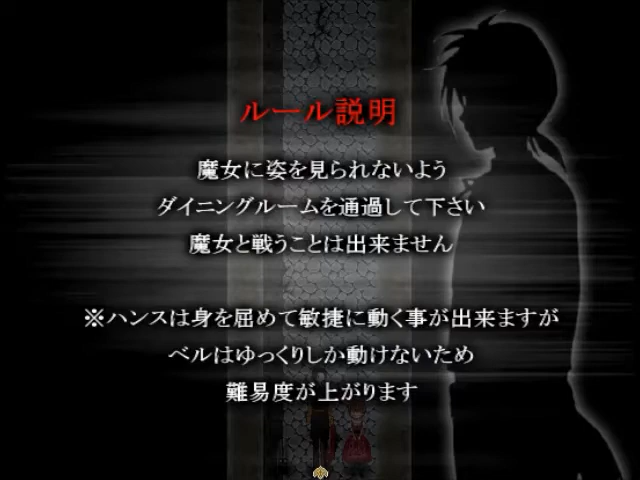 ルール説明
魔女に姿を見られないよう
ダイニングルームを通過して下さい
魔女と戦うことは出来ません
※ハンスは身を屈めて敏捷に動く事が出来ますが
ベルはゆっくりしか動けないため
難易度が上がります